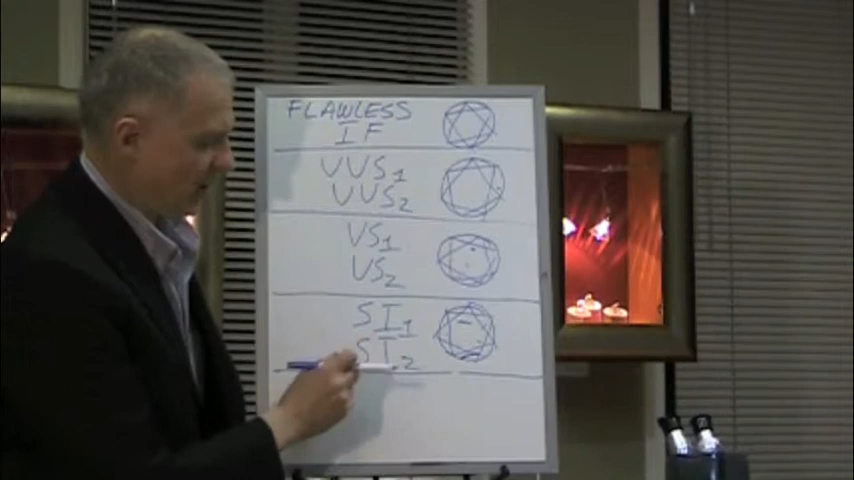 FLAWLESS
IF
VVS1
VVS2
VS1
VS2
SI1
SI2